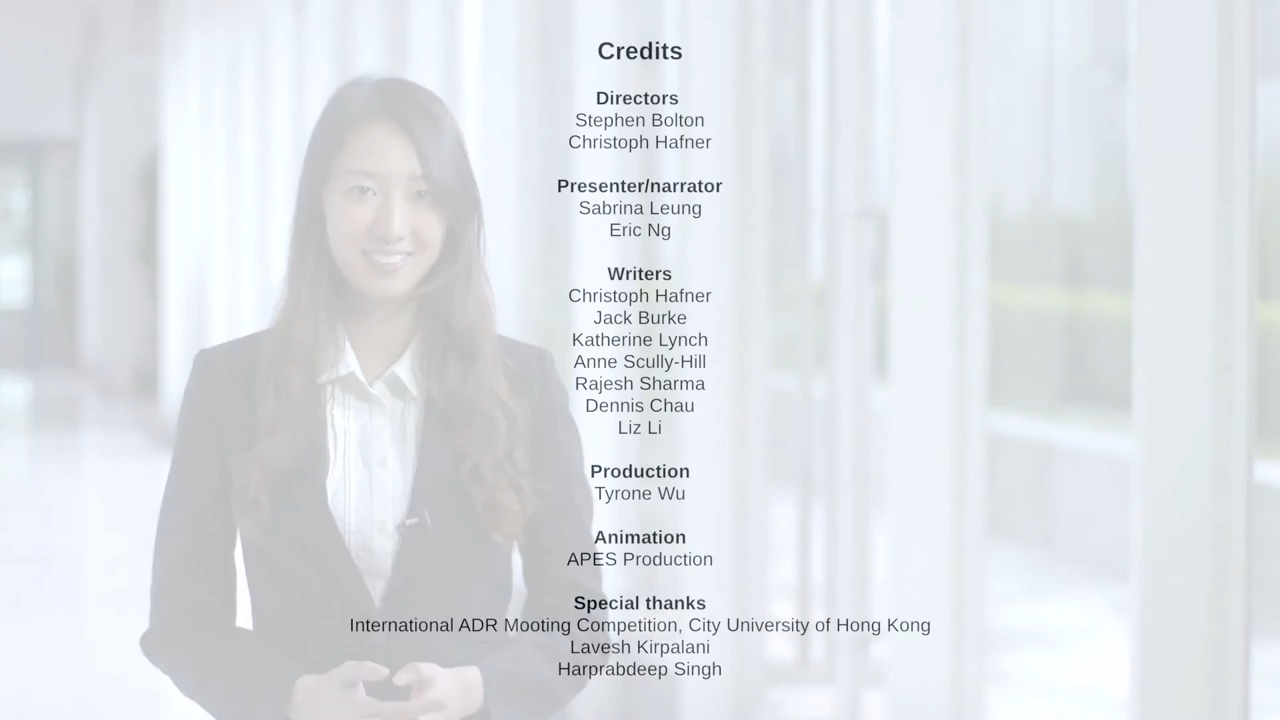 Credits
Directors
Stephen Bolton
Christoph Hafner
Presenter/narrator
Sabrina Leung
Eric Ng
Writers
Christoph Hafner
Jack Burke
Katherine Lynch
Anne Scully-Hill
Rajesh Sharma
Dennis Chau
Liz Li
Production
Tyrone Wu
Animation
APES Production
Special thanks
International ADR Mooting Competition, City University of Hong Kong
Lavesh Kirpalani
Harprabdeep Singh